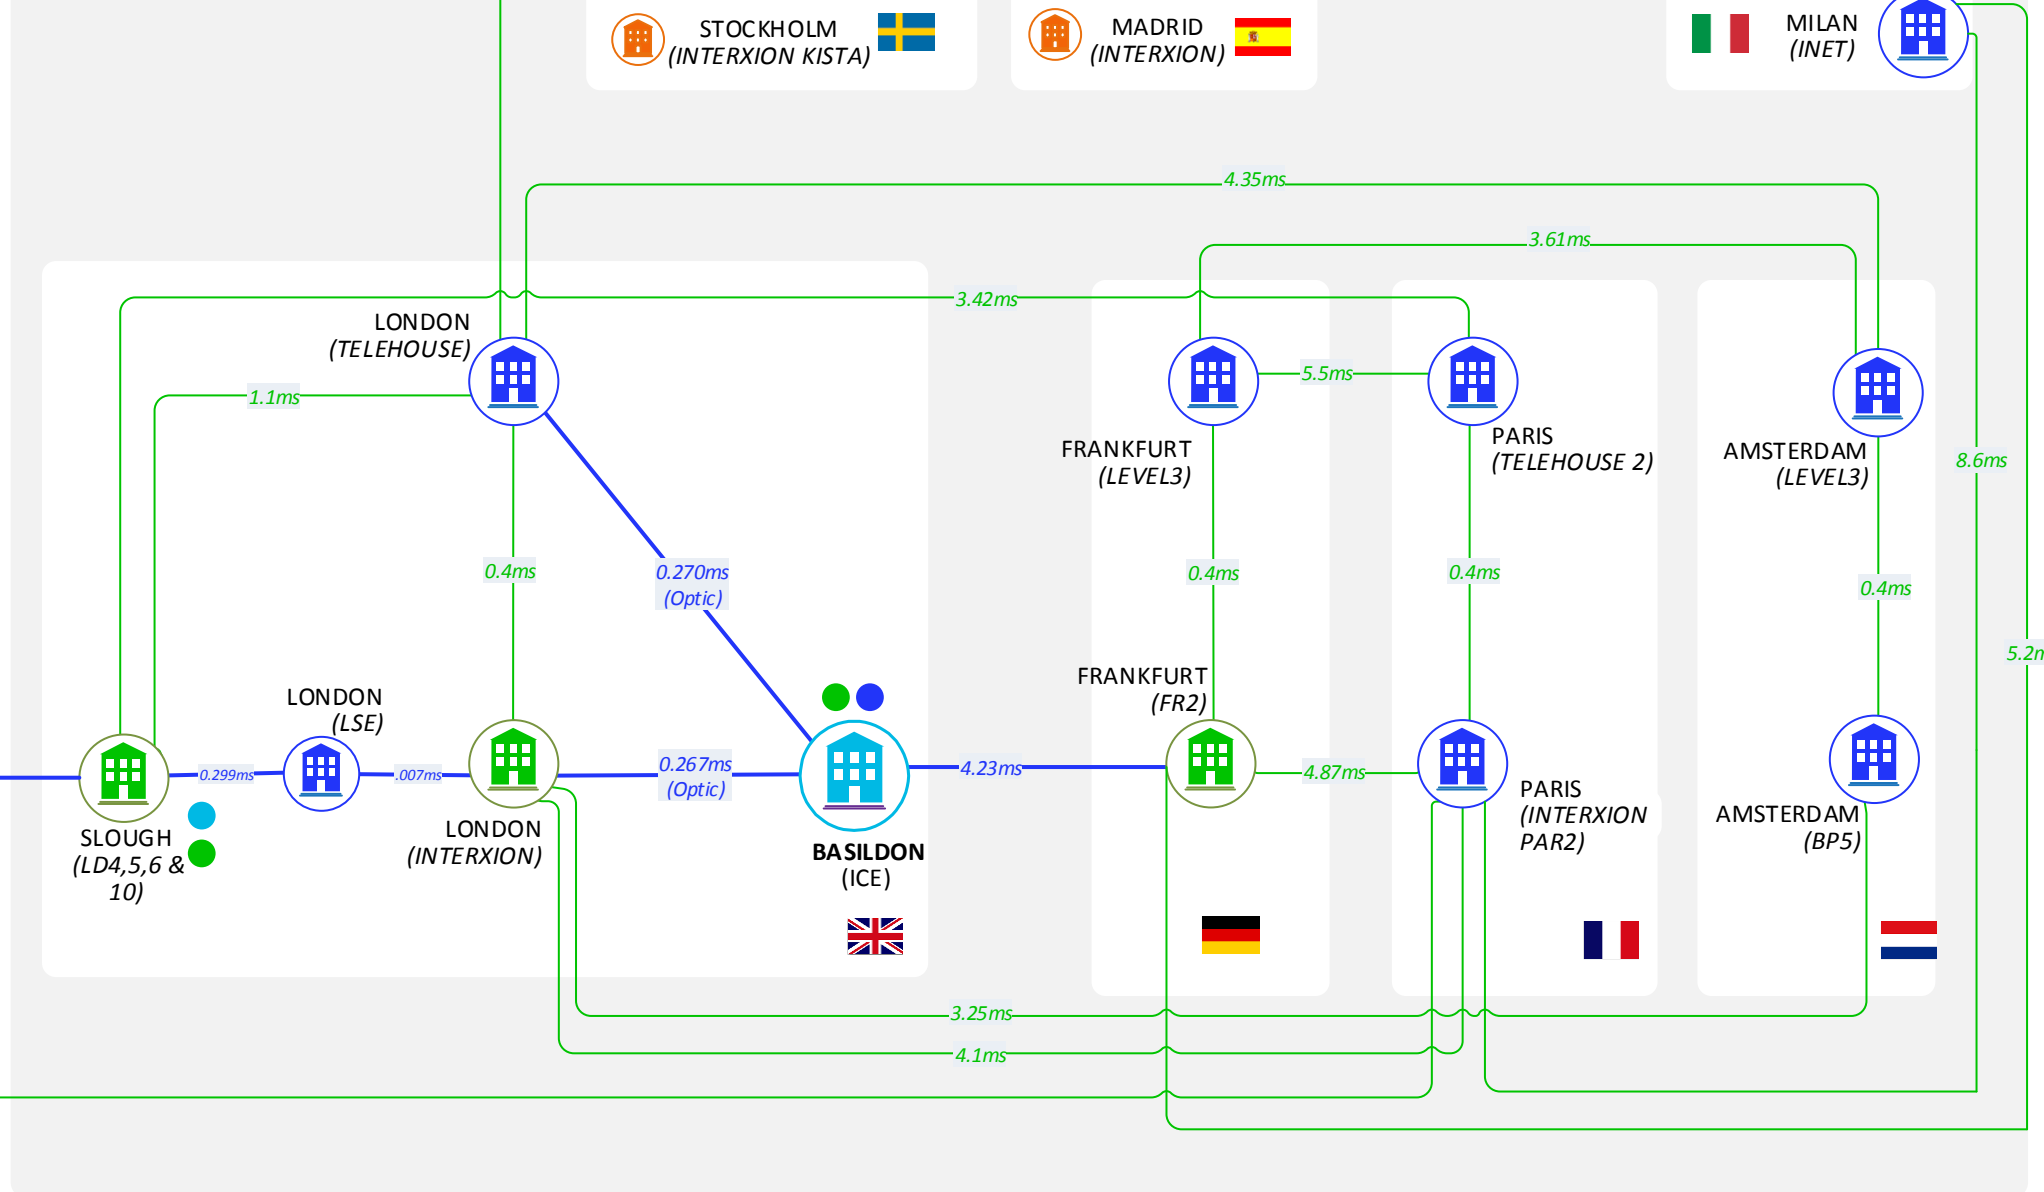 STOCKHOLM
(INTERXION KISTA)
MADRID
(INTERXION)
MILAN
(INET)
4.35ms
3.61ms
3.42ms
LONDON
(TELEHOUSE)
1.1ms
5.5ms
FRANKFURT
(LEVEL3)
PARIS
(TELEHOUSE 2)
AMSTERDAM
(LEVEL3)
8.6ms
0.4ms
0.270ms
(Optic)
0.4ms
0.4ms
0.4ms
5.2m
LONDON
(LSE)
FRANKFURT
(FR2)
0.299ms
.007ms
0.267ms
(Optic)
4.23ms
4.87ms
SLOUGH
(LD4,5,6 &
10)
LONDON
(INTERXION)
BASILDON
(ICE)
PARIS
(INTERXION
PAR2)
AMSTERDAM
(BP5)
3.25ms
4.1ms